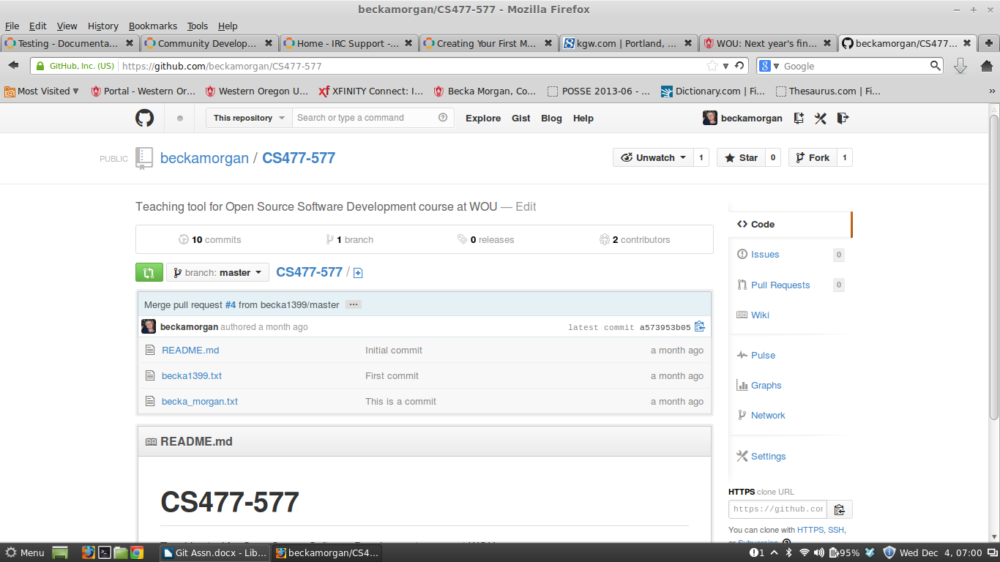 beckamorgan/CS477-577 - Mozilla Firefox
File Edit View History Bookmarks Tools Help
Testing - Documenta... Community Develop... Home - IRC Support -... Creating Your First M... kgw.com | Portland, ... WOU: Next year's fin... beckamorgan/CS477...
GitHub, Inc. (US) https://github.com/beckamorgan/CS477-577 Google
Most Visited Portal - Western Or... Western Oregon U... XFINITY Connect: I... Becka Morgan, Co... POSSE 2013-06 - ... Dictionary.com | Fi... Thesaurus.com | Fi...
This repository Search or type a command Explore Gist Blog Help beckamorgan
PUBLIC beckamorgan / CS477-577 Unwatch 1 Star 0 Fork 1
Teaching tool for Open Source Software Development course at WOU — Edit
10 commits 1 branch 0 releases 2 contributors
branch: master CS477-577 /
Merge pull request #4 from becka1399/master ...
beckamorgan authored a month ago latest commit a573953b05
README.md Initial commit a month ago
becka1399.txt First commit a month ago
becka_morgan.txt This is a commit a month ago
README.md
CS477-577
Code
Issues 0
Pull Requests 0
Wiki
Pulse
Graphs
Network
Settings
HTTPS clone URL
https://github.com
You can clone with HTTPS, SSH,
or Subversion.
Menu Git Assn.docx - Lib... beckamorgan/CS4... 1 95% Wed Dec 4, 07:00